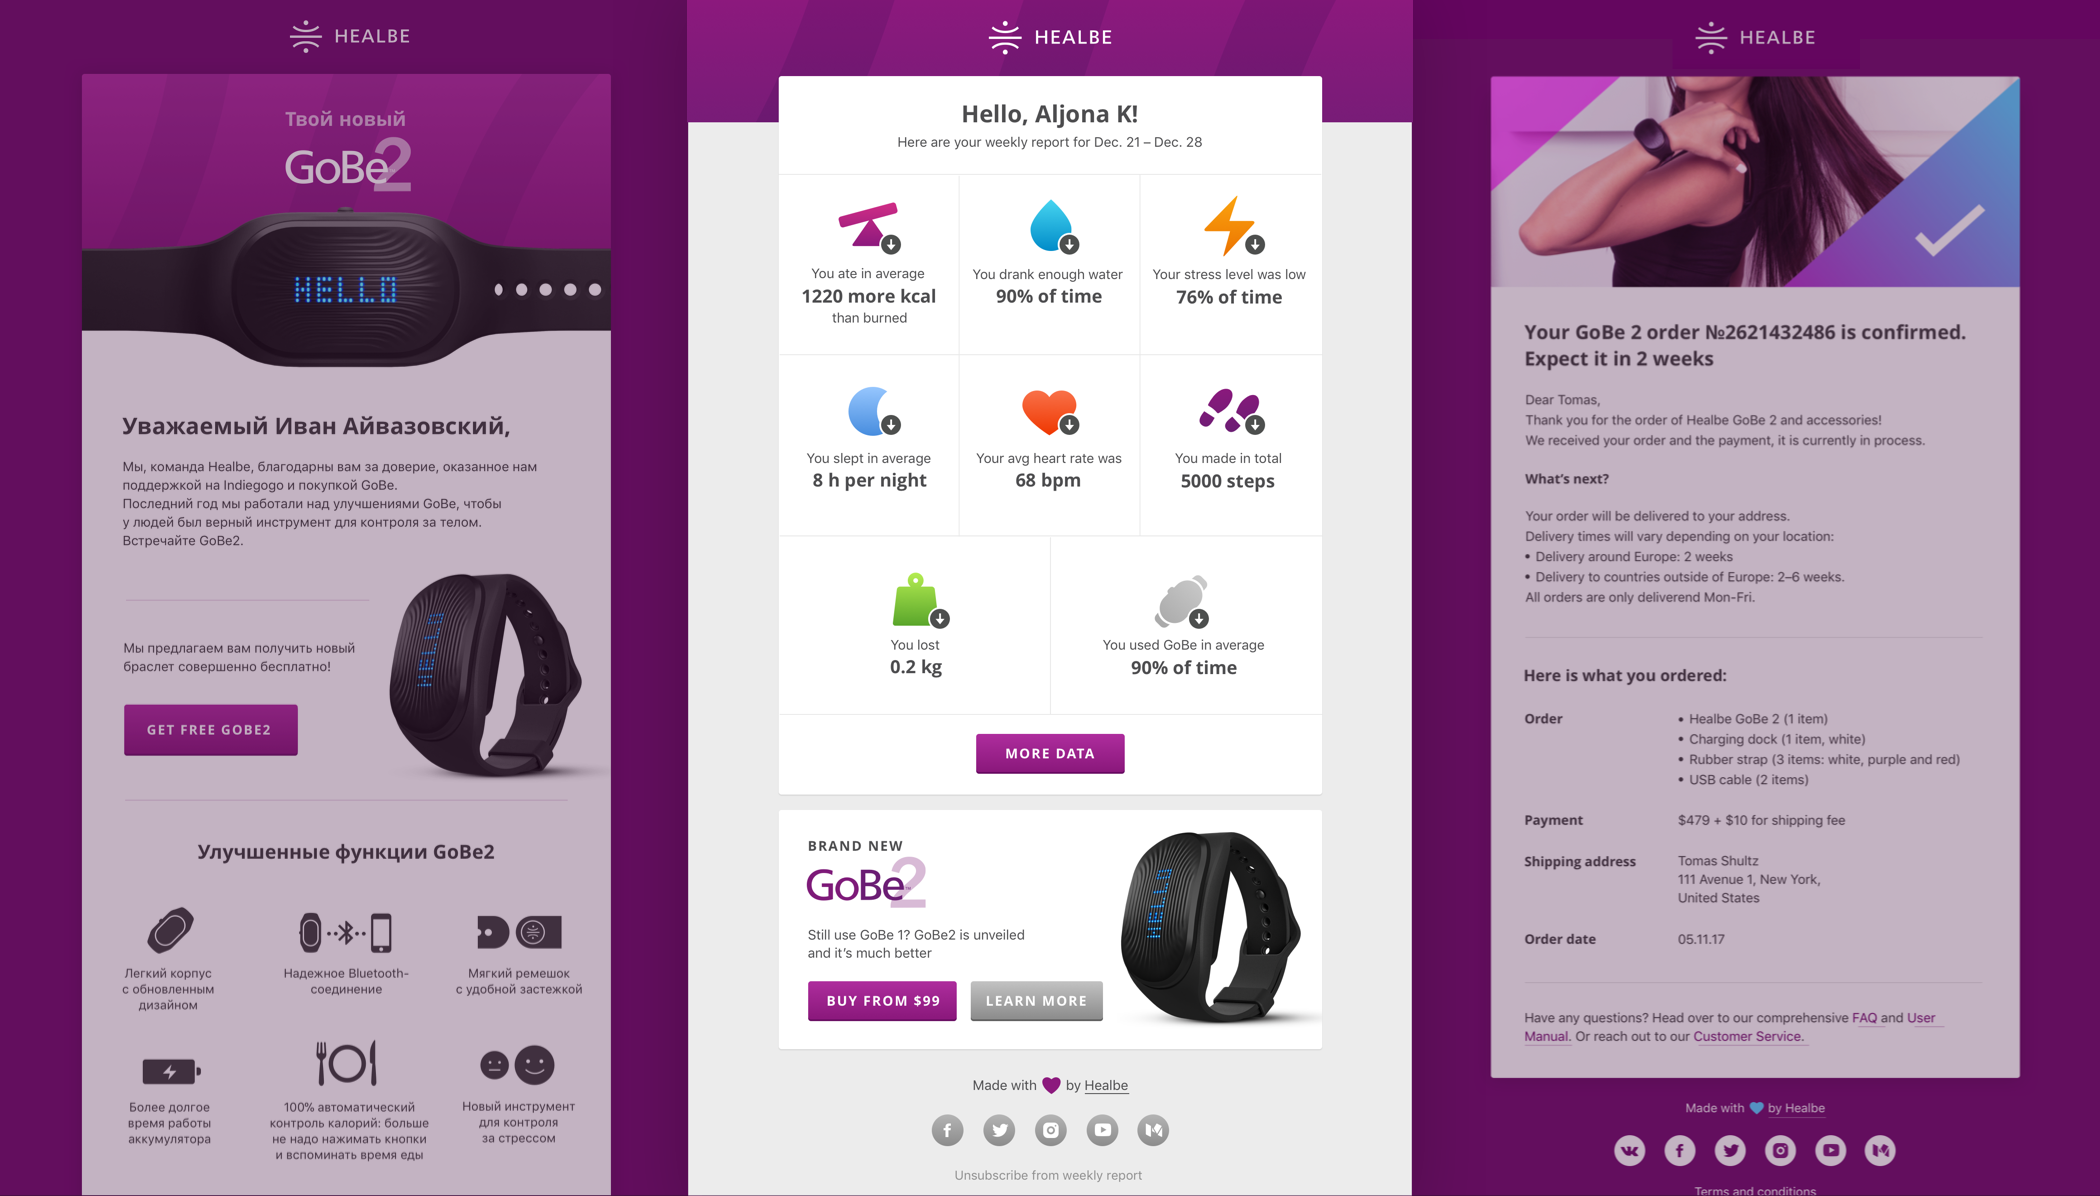 HEALBE
Твой новый
GoBe2
HELLO
Уважаемый Иван Айвазовский,
Мы, команда Healbe, благодарны вам за доверие, оказанное нам
поддержкой на Indiegogo и покупкой GoBe.
Последний год мы работали над улучшениями GoBe, чтобы
у людей был верный инструмент для контроля за телом.
Встречайте GoBe2.
Мы предлагаем вам получить новый
браслет совершенно бесплатно!
GET FREE GOBE2
HELLO
Улучшенные функции GoBe2
Легкий корпус
с обновленным
дизайном
Надежное Bluetooth-
соединение
Мягкий ремешок
с удобной застежкой
Более долгое
время работы
аккумулятора
100% автоматический
контроль калорий: больше
не надо нажимать кнопки
и вспоминать время еды
Новый инструмент
для контроля
за стрессом
HEALBE
Hello, Aljona K!
Here are your weekly report for Dec. 21 – Dec. 28
You ate in average
1220 more kcal
than burned
You drank enough water
90% of time
Your stress level was low
76% of time
You slept in average
8 h per night
Your avg heart rate was
68 bpm
You made in total
5000 steps
You lost
0.2 kg
You used GoBe in average
90% of time
MORE DATA
BRAND NEW
GoBe2™
Still use GoBe 1? GoBe2 is unveiled
and it's much better
BUY FROM $99
LEARN MORE
HELLO
Made with by Healbe
Unsubscribe from weekly report
HEALBE
Your GoBe 2 order №2621432486 is confirmed.
Expect it in 2 weeks
Dear Tomas,
Thank you for the order of Healbe GoBe 2 and accessories!
We received your order and the payment, it is currently in process.
What's next?
Your order will be delivered to your address.
Delivery times will vary depending on your location:
• Delivery around Europe: 2 weeks
• Delivery to countries outside of Europe: 2–6 weeks.
All orders are only deliverend Mon-Fri.
Here is what you ordered:
Order
• Healbe GoBe 2 (1 item)
• Charging dock (1 item, white)
• Rubber strap (3 items: white, purple and red)
• USB cable (2 items)
Payment
$479 + $10 for shipping fee
Shipping address
Tomas Shultz
111 Avenue 1, New York,
United States
Order date
05.11.17
Have any questions? Head over to our comprehensive FAQ and User
Manual. Or reach out to our Customer Service.
Made with by Healbe
Terms and conditions